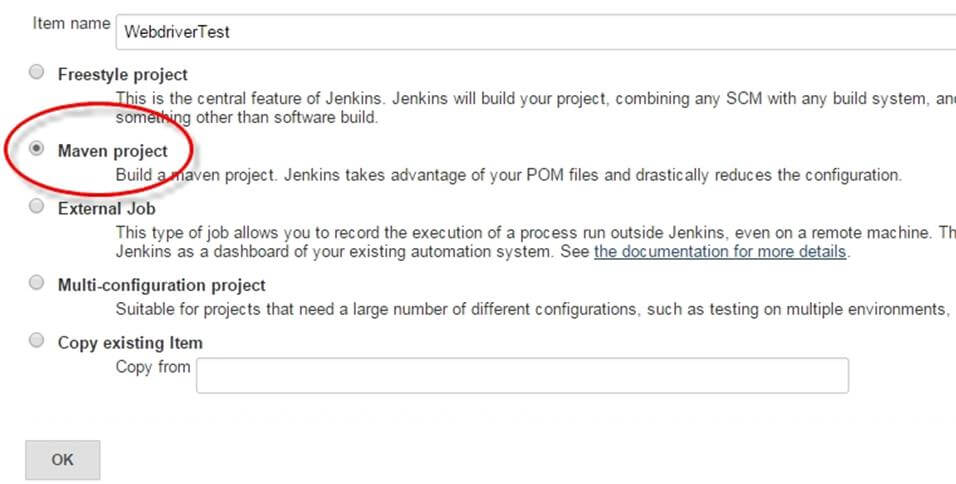 Item name WebdriverTest
Freestyle project
This is the central feature of Jenkins. Jenkins will build your project, combining any SCM with any build system, and
something other than software build.
Maven project
Build a maven project. Jenkins takes advantage of your POM files and drastically reduces the configuration.
External Job
This type of job allows you to record the execution of a process run outside Jenkins, even on a remote machine. Th
Jenkins as a dashboard of your existing automation system. See the documentation for more details.
Multi-configuration project
Suitable for projects that need a large number of different configurations, such as testing on multiple environments,
Copy existing Item
Copy from
OK